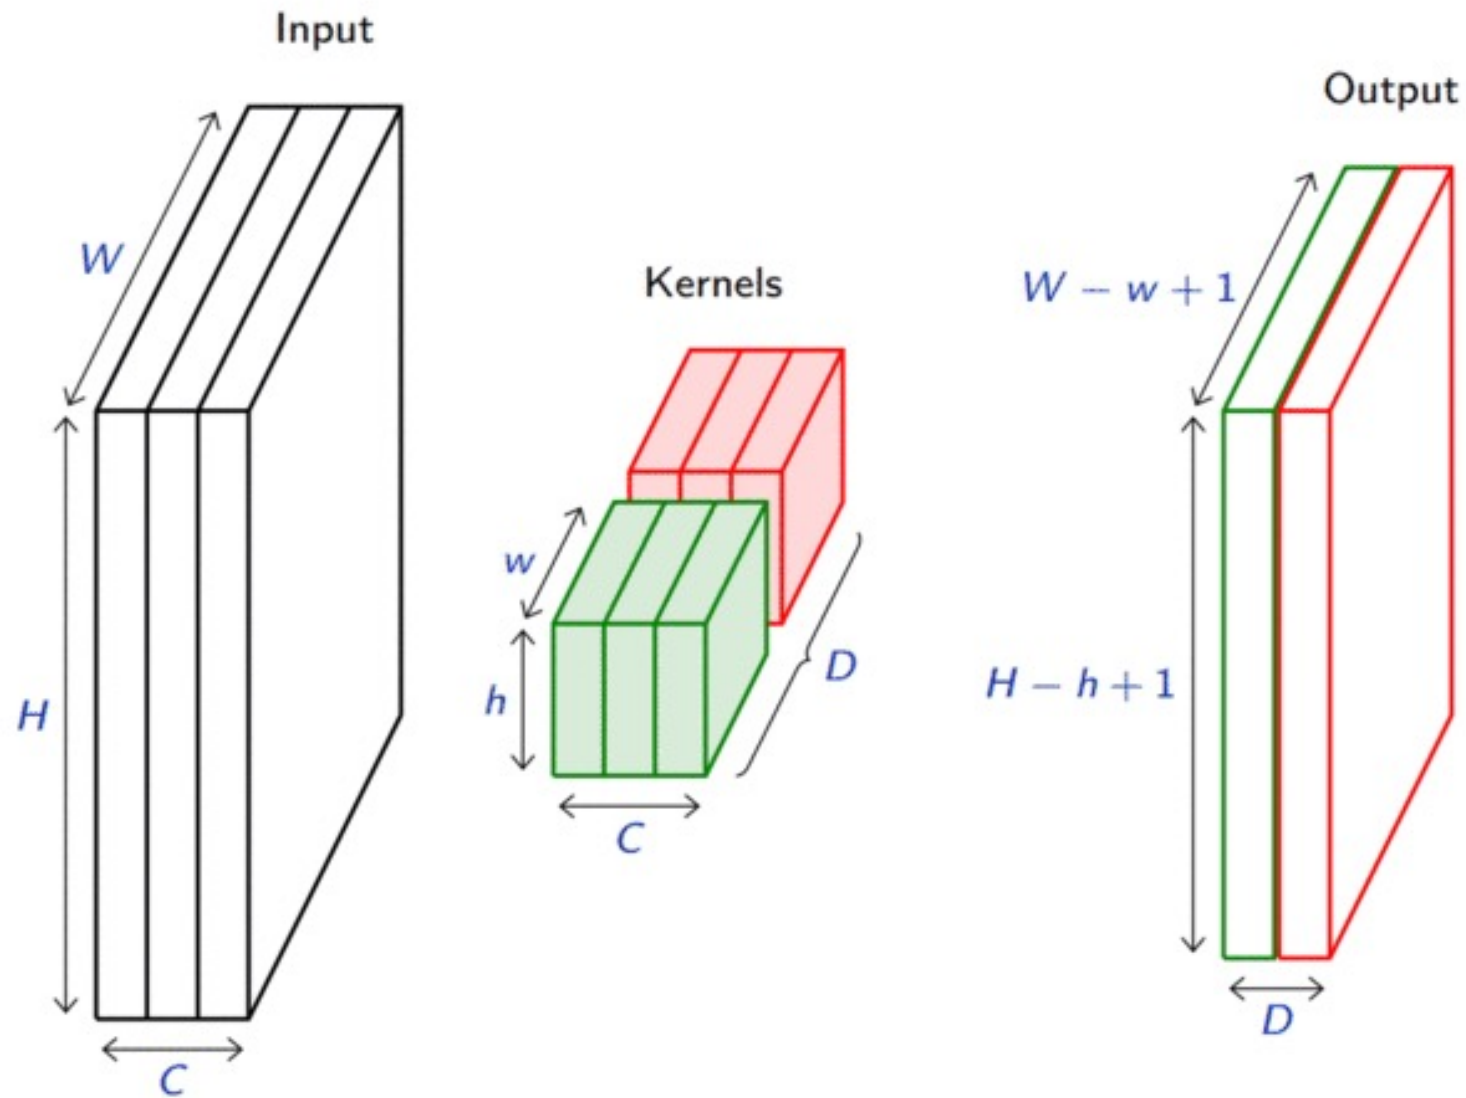 Input
Output
W
Kernels
W − w + 1
w
D
h
H − h + 1
H
C
D
C